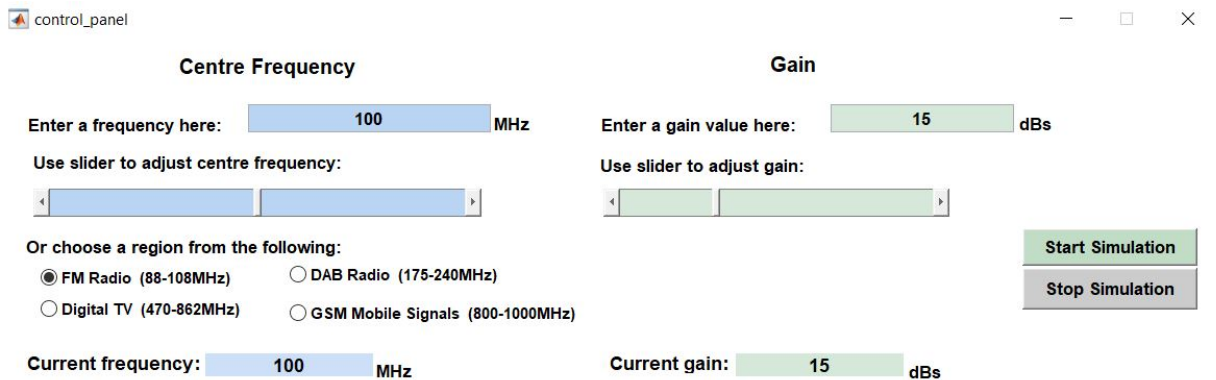 control_panel
Centre Frequency
Gain
Enter a frequency here: 100 MHz
Enter a gain value here: 15 dBs
Use slider to adjust centre frequency:
Use slider to adjust gain:
Or choose a region from the following:
FM Radio (88-108MHz)
DAB Radio (175-240MHz)
Digital TV (470-862MHz)
GSM Mobile Signals (800-1000MHz)
Start Simulation
Stop Simulation
Current frequency: 100 MHz
Current gain: 15 dBs